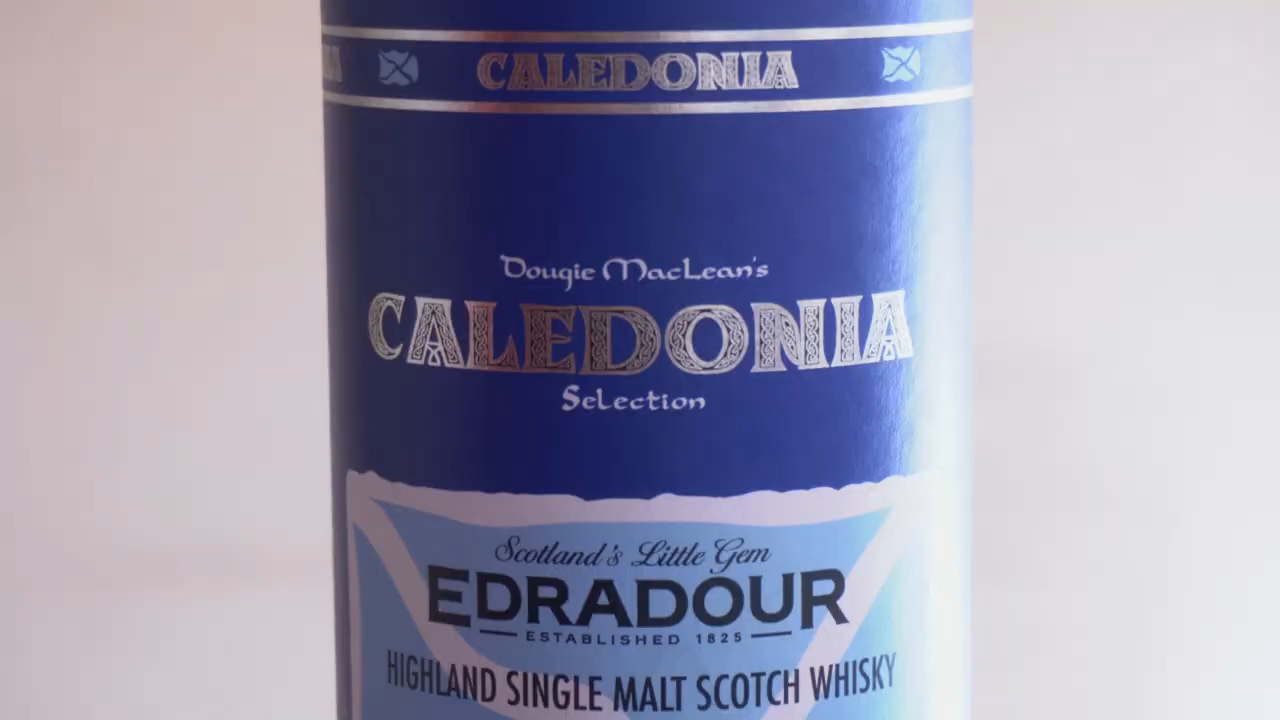 CALEDONIA
Dougie MacLean's
CALEDONIA
Selection
Scotland's Little Gem
EDRADOUR
ESTABLISHED 1825
HIGHLAND SINGLE MALT SCOTCH WHISKY